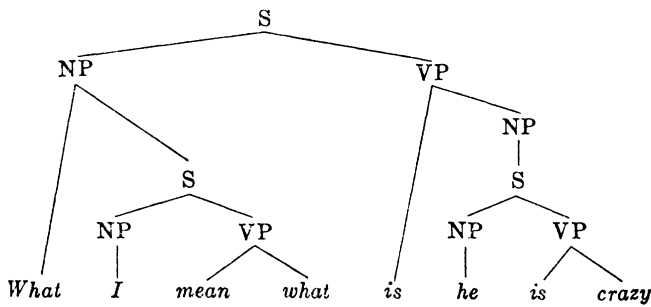 S
NP VP
NP
S S
NP VP NP VP
What I mean what is he is crazy